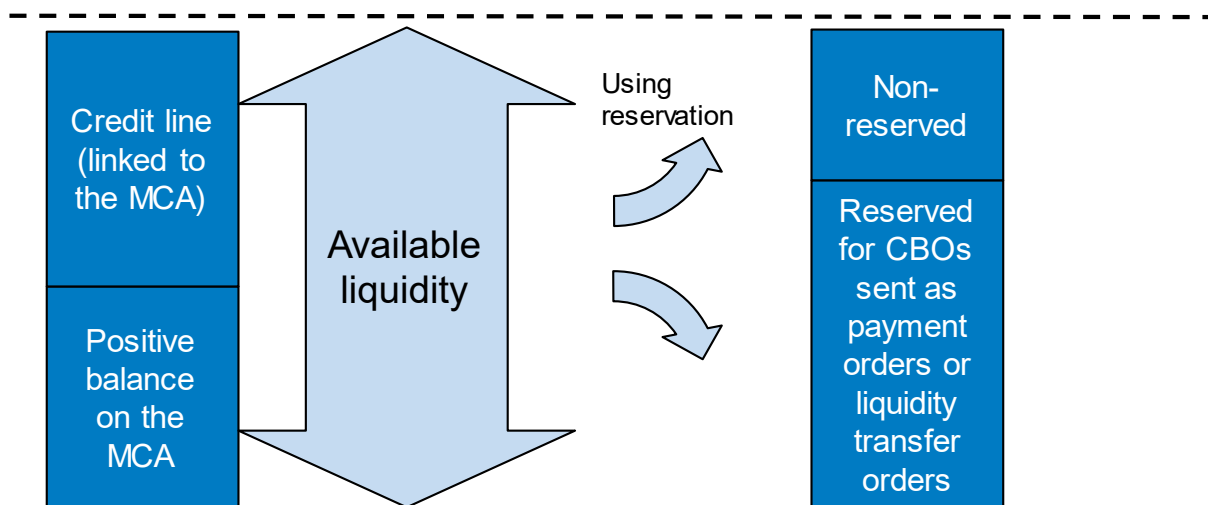 Credit line
(linked to
the MCA)
Positive
balance
on the
MCA
Available
liquidity
Using
reservation
Non-
reserved
Reserved
for CBOs
sent as
payment
orders or
liquidity
transfer
orders